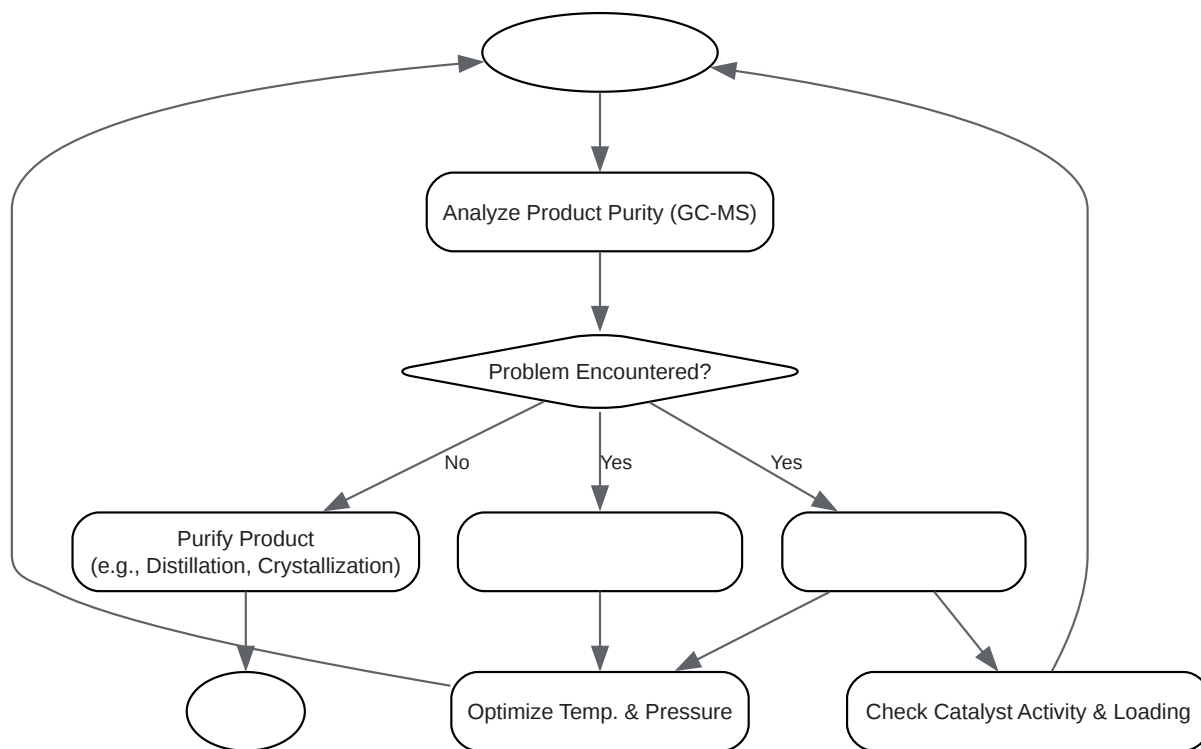 Analyze Product Purity (GC-MS)
Problem Encountered?
No
Yes
Yes
Purify Product
(e.g., Distillation, Crystallization)
Optimize Temp. & Pressure
Check Catalyst Activity & Loading